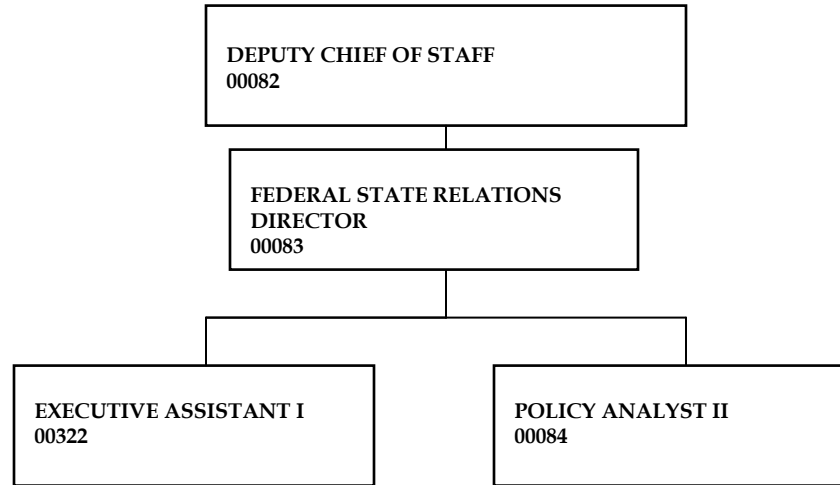 DEPUTY CHIEF OF STAFF
00082
FEDERAL STATE RELATIONS
DIRECTOR
00083
EXECUTIVE ASSISTANT I
00322
POLICY ANALYST II
00084